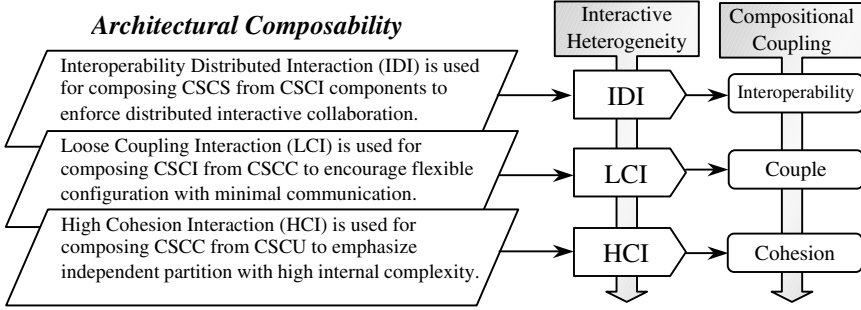 Architectural Composability
Interactive
Heterogeneity
Compositional
Coupling
Interoperability Distributed Interaction (IDI) is used
for composing CSCS from CSCI components to
enforce distributed interactive collaboration.
IDI
Interoperability
Loose Coupling Interaction (LCI) is used for
composing CSCI from CSCC to encourage flexible
configuration with minimal communication.
LCI
Couple
High Cohesion Interaction (HCI) is used for
composing CSCC from CSCU to emphasize
independent partition with high internal complexity.
HCI
Cohesion